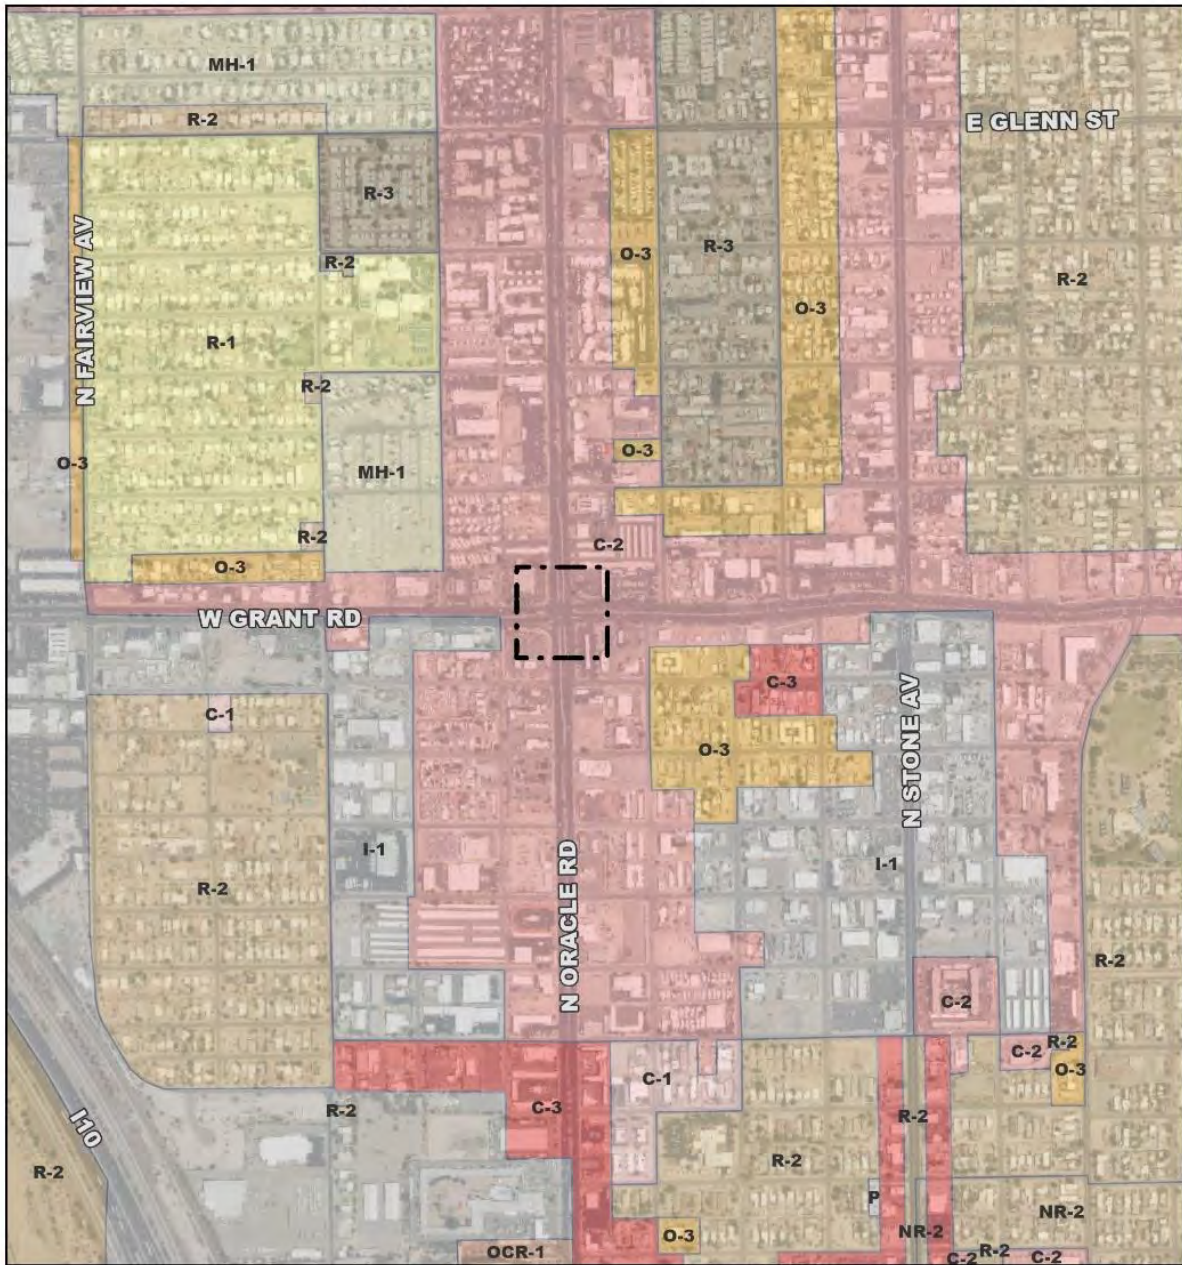 MH-1
R-2
E GLENN ST
R-3
N FAIRVIEW AV
R-2
O-3
R-3
R-2
O-3
R-1
R-2
O-3
MH-1
O-3
R-2
C-2
O-3
W GRANT RD
C-3
C-1
O-3
N STONE AV
I-1
I-1
R-2
N ORACLE RD
R-2
C-2
R-2
C-2
C-1
O-3
C-3
R-2
I10
R-2
R-2
R-2
P
NR-2
NR-2
O-3
OCR-1
R-2
C-2
C-2